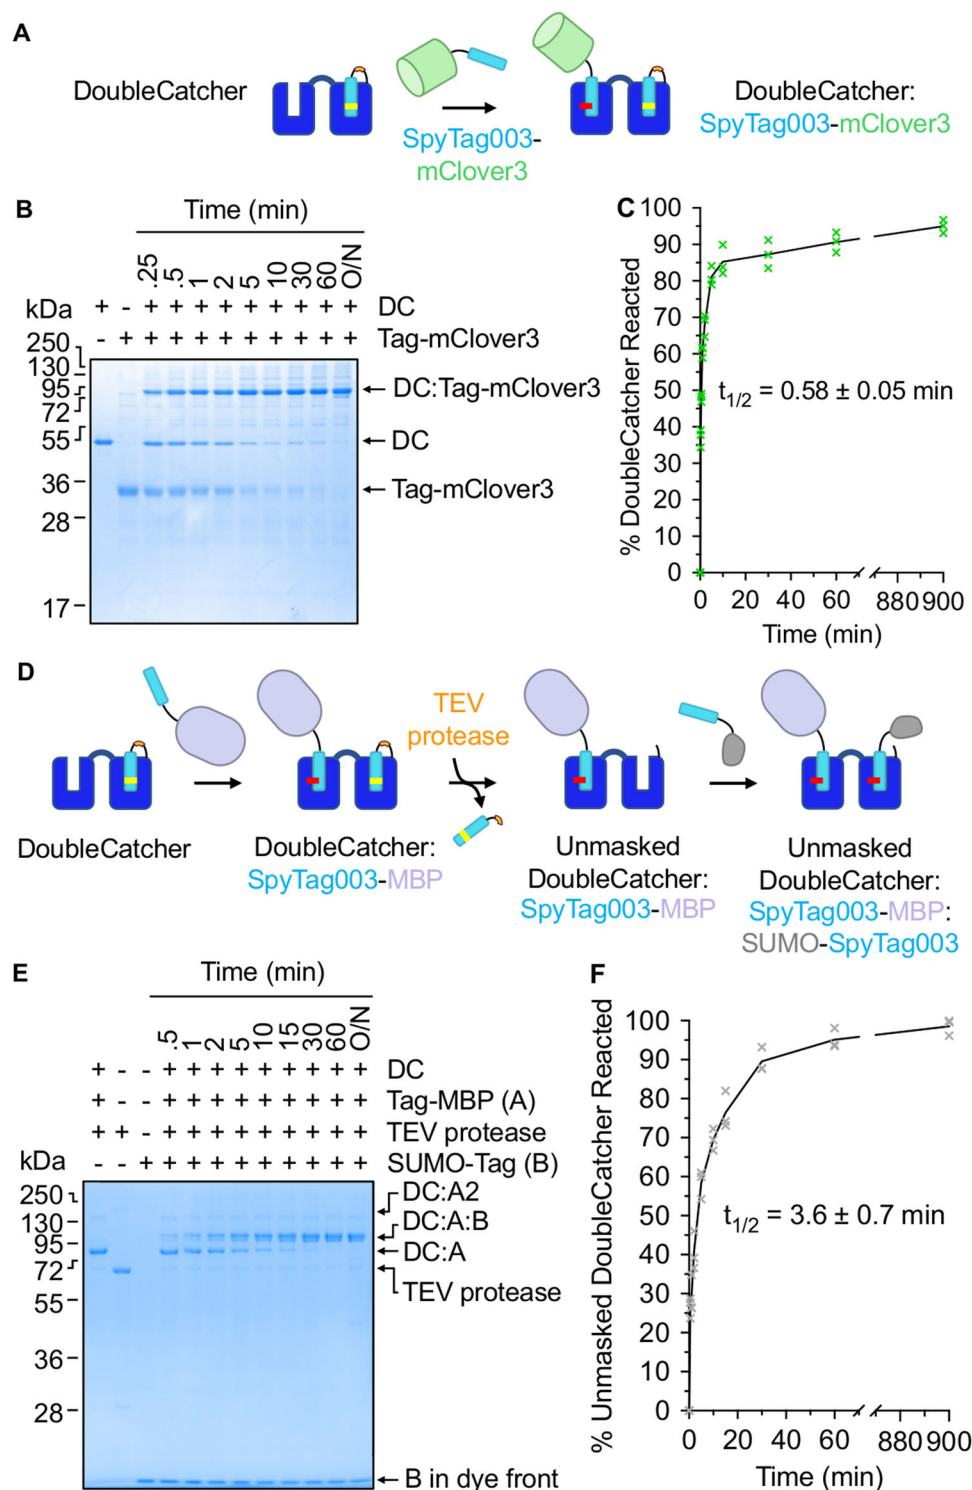 A
DoubleCatcher
SpyTag003-
mClover3
DoubleCatcher:
SpyTag003-mClover3
B
Time (min)
.25 .5 1 2 5 10 30 60 O/N
+ - + + + + + + + + + DC
- + + + + + + + + + + Tag-mClover3
kDa
250
130
95
72
55
36
28
17
DC:Tag-mClover3
DC
Tag-mClover3
C
% DoubleCatcher Reacted
100
90
80
70
60
50
40
30
20
10
0
t1/2 = 0.58 ± 0.05 min
0 20 40 60 880 900
Time (min)
D
TEV
protease
DoubleCatcher
DoubleCatcher:
SpyTag003-MBP
Unmasked
DoubleCatcher:
SpyTag003-MBP
Unmasked
DoubleCatcher:
SpyTag003-MBP:
SUMO-SpyTag003
E
Time (min)
.5 1 2 5 10 15 30 60 O/N
+ - - + + + + + + + + + DC
+ - - + + + + + + + + + Tag-MBP (A)
+ + - + + + + + + + + + TEV protease
- - + + + + + + + + + + SUMO-Tag (B)
kDa
250
130
95
72
55
36
28
DC:A2
DC:A:B
DC:A
TEV protease
B in dye front
F
% Unmasked DoubleCatcher Reacted
100
90
80
70
60
50
40
30
20
10
0
t1/2 = 3.6 ± 0.7 min
0 20 40 60 880 900
Time (min)